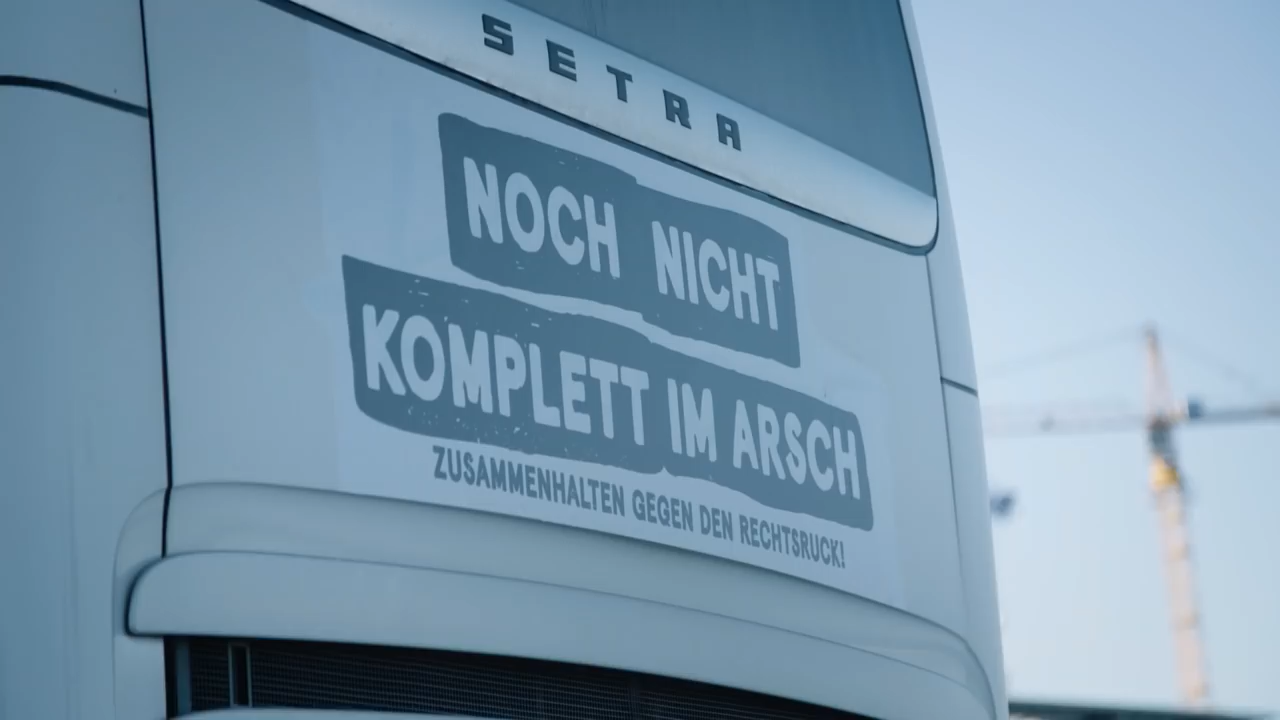 SETRA
NOCH NICHT
KOMPLETT IM ARSCH
ZUSAMMENHALTEN GEGEN DEN RECHTSRUCK!